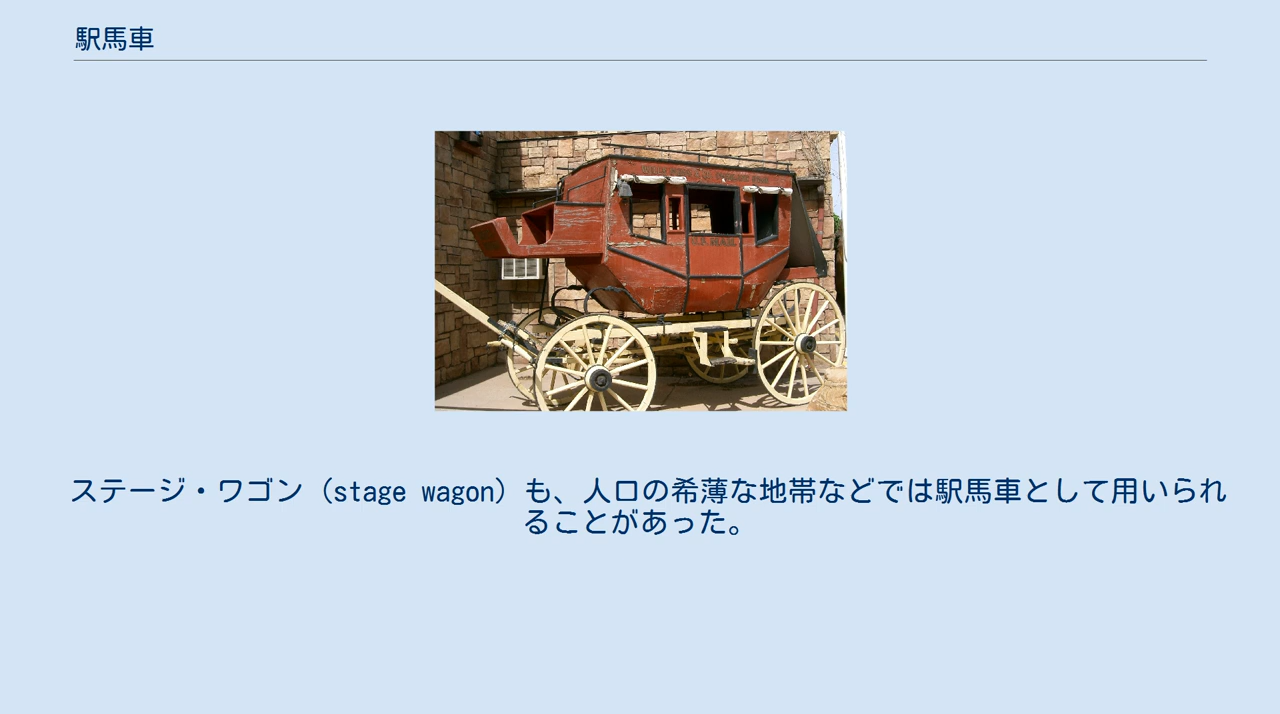 駅馬車
ステージ・ワゴン（stage wagon）も、人口の希薄な地帯などでは駅馬車として用いられ
ることがあった。